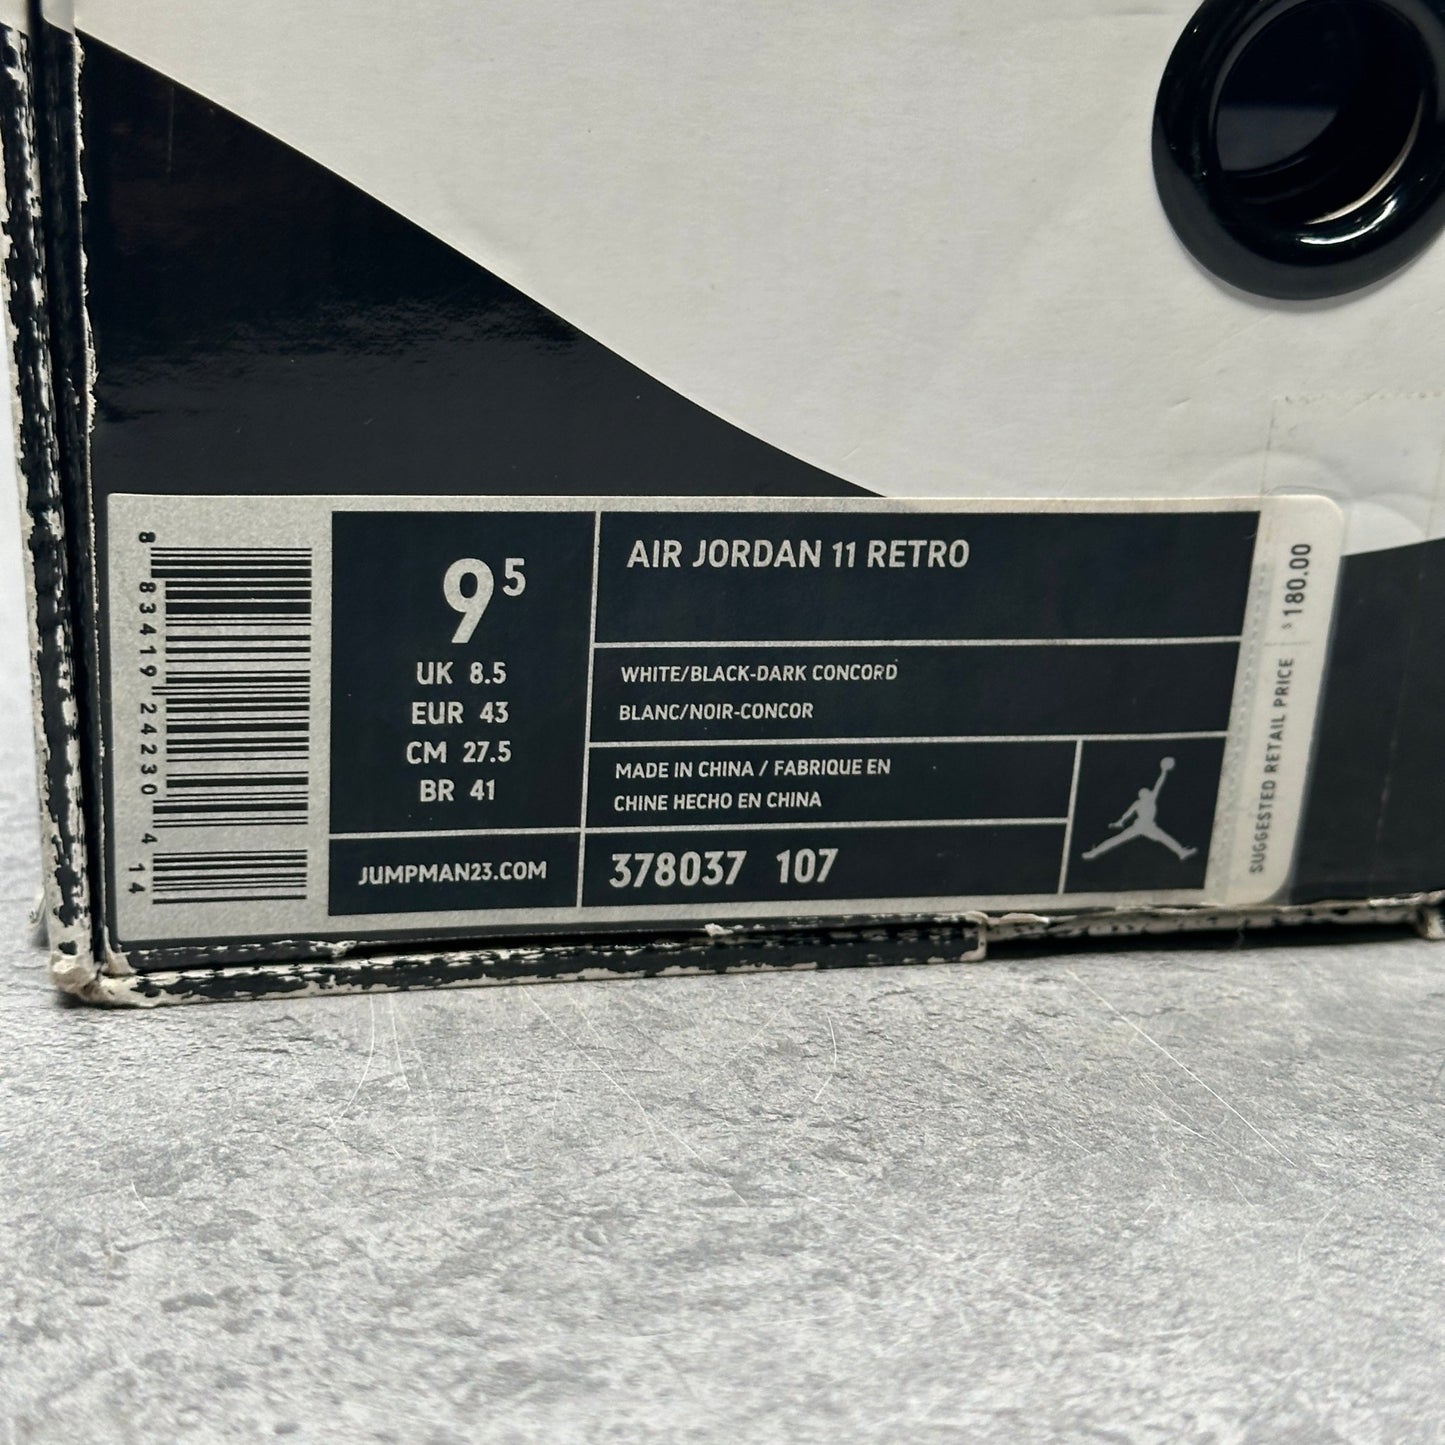 8 83419 24230 4 14
9⁵
UK 8.5
EUR 43
CM 27.5
BR 41
JUMPMAN23.COM
AIR JORDAN 11 RETRO
WHITE/BLACK-DARK CONCORD
BLANC/NOIR-CONCOR
MADE IN CHINA / FABRIQUE EN
CHINE HECHO EN CHINA
378037 107
SUGGESTED RETAIL PRICE $180.00